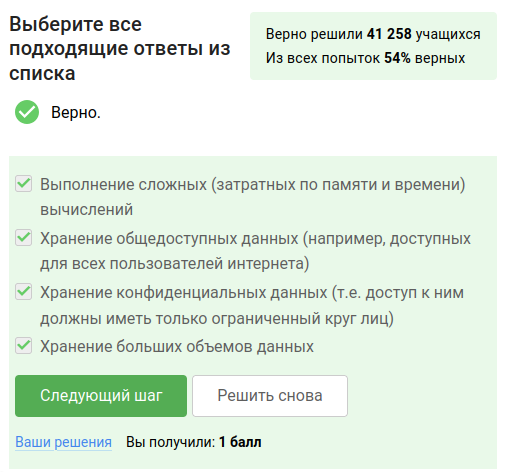 Выберите все
подходящие ответы из
списка
Верно решили 41 258 учащихся
Из всех попыток 54% верных
Верно.
Выполнение сложных (затратных по памяти и времени)
вычислений
Хранение общедоступных данных (например, доступных
для всех пользователей интернета)
Хранение конфиденциальных данных (т.е. доступ к ним
должны иметь только ограниченный круг лиц)
Хранение больших объемов данных
Следующий шаг
Решить снова
Ваши решения Вы получили: 1 балл